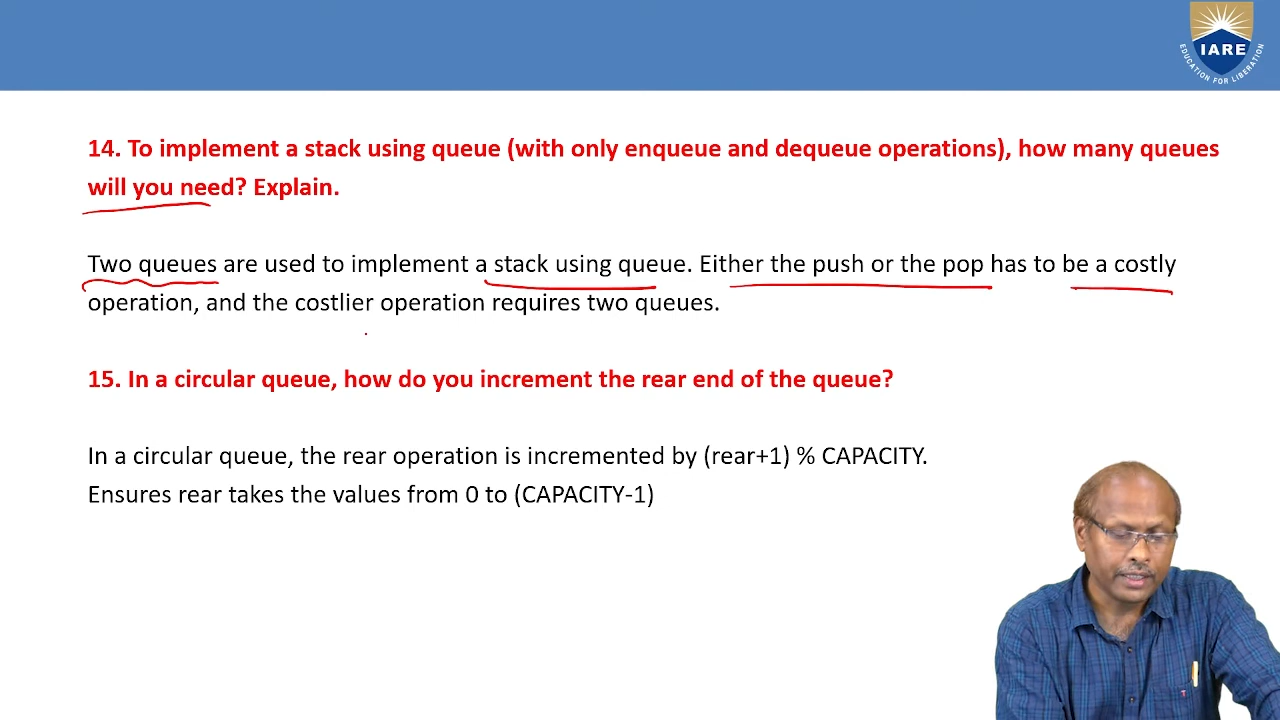 IARE
EDUCATION FOR LIBERATION
14. To implement a stack using queue (with only enqueue and dequeue operations), how many queues
will you need? Explain.
Two queues are used to implement a stack using queue. Either the push or the pop has to be a costly
operation, and the costlier operation requires two queues.
15. In a circular queue, how do you increment the rear end of the queue?
In a circular queue, the rear operation is incremented by (rear+1) % CAPACITY.
Ensures rear takes the values from 0 to (CAPACITY-1)